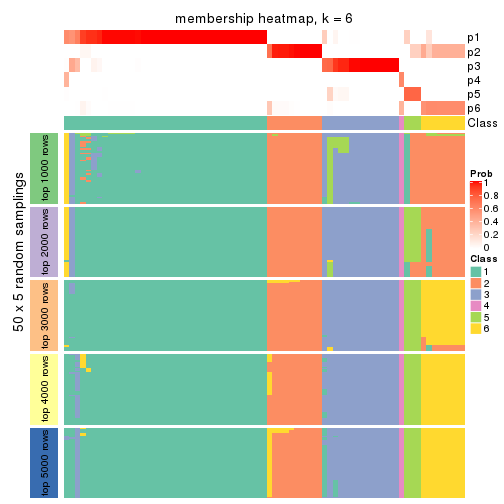 membership heatmap, k = 6
p1
p2
p3
p4
p5
p6
Class
50 x 5 random samplings
top 1000 rows
top 2000 rows
top 3000 rows
top 4000 rows
top 5000 rows
Prob
1
0.8
0.6
0.4
0.2
0
Class
1
2
3
4
5
6